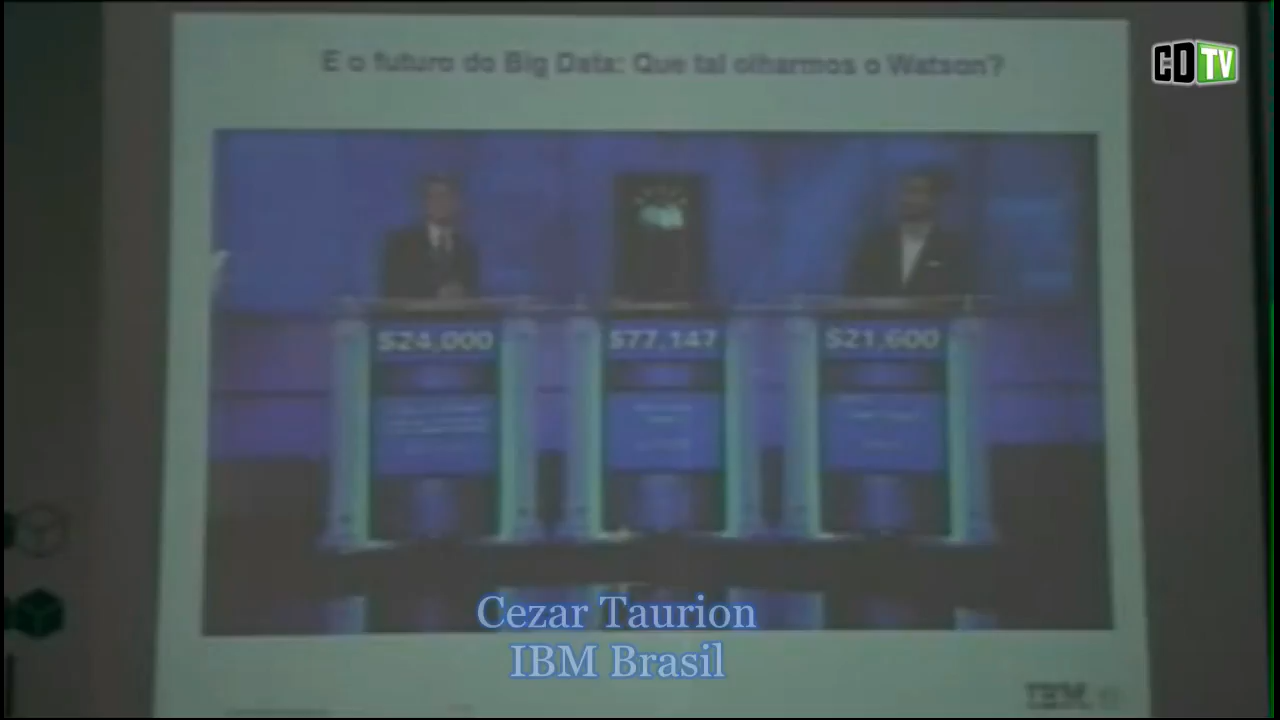 E o futuro do Big Data: Que tal olharmos o Watson?
CDTV
$24,000
$77,147
$21,600
Cezar Taurion
IBM Brasil
IBM